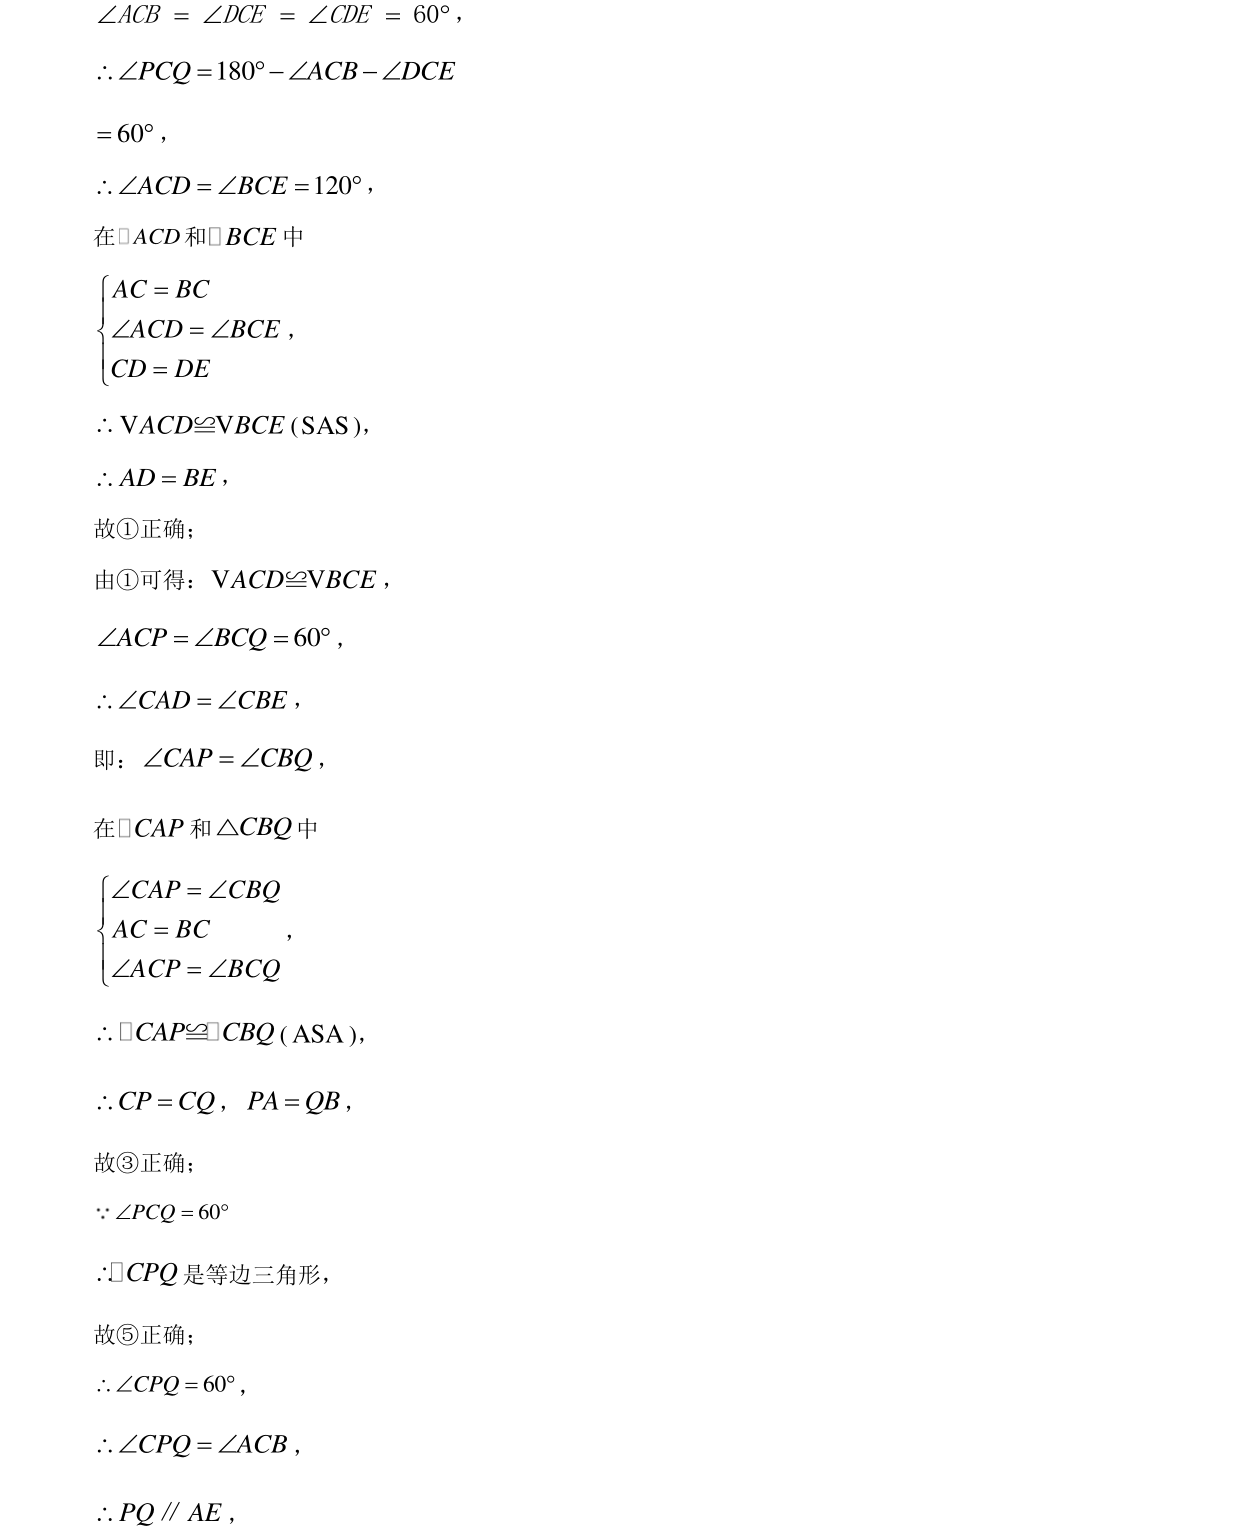 ∠ACB = ∠DCE = ∠CDE = 60°，
∴∠PCQ=180°−∠ACB−∠DCE
=60°，
∴∠ACD=∠BCE=120°，
在□ACD和□BCE中
AC=BC
∠ACD=∠BCE，
CD=DE
∴VACD≌VBCE(SAS)，
∴AD=BE，
故①正确；
由①可得：VACD≌VBCE，
∠ACP=∠BCQ=60°，
∴∠CAD=∠CBE，
即：∠CAP=∠CBQ，
在□CAP和△CBQ中
∠CAP=∠CBQ
AC=BC，
∠ACP=∠BCQ
∴□CAP≌□CBQ(ASA)，
∴CP=CQ，PA=QB，
故③正确；
∵∠PCQ=60°
∴□CPQ是等边三角形，
故⑤正确；
∴∠CPQ=60°，
∴∠CPQ=∠ACB，
∴PQ∥AE，